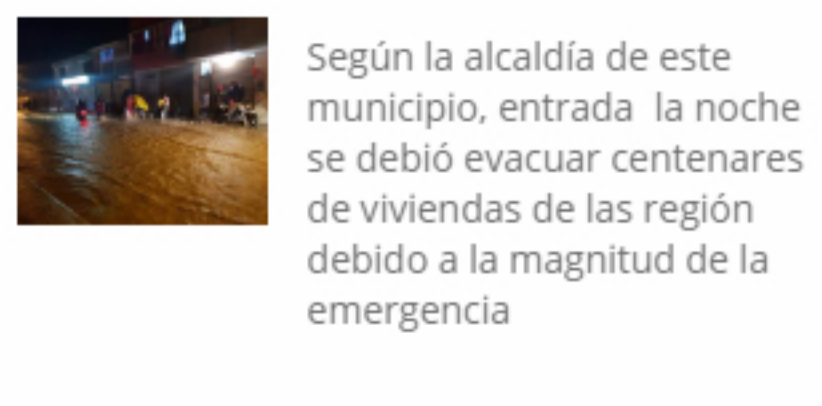 Según la alcaldía de este
municipio, entrada  la noche
se debió evacuar centenares
de viviendas de las región
debido a la magnitud de la
emergencia